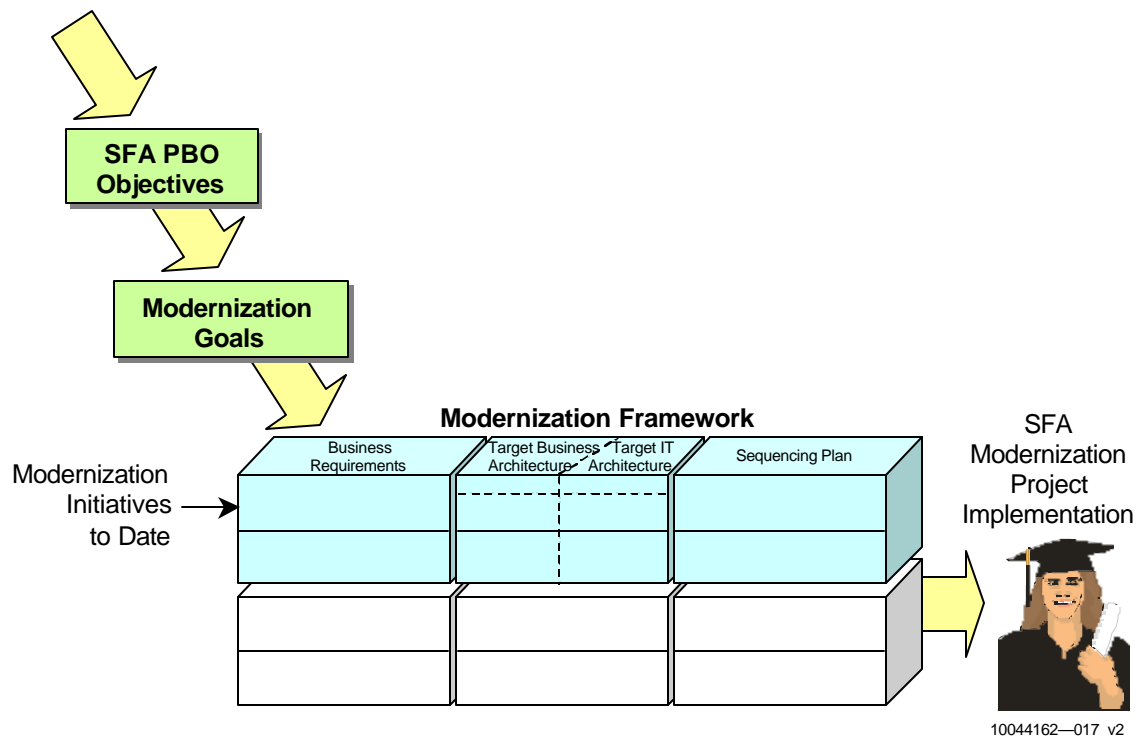 SFA PBO
Objectives
Modernization
Goals
Modernization Framework
Business
Requirements
Target Business
Architecture
Target IT
Architecture
Sequencing Plan
Modernization
Initiatives
to Date
SFA
Modernization
Project
Implementation
10044162—017 v2